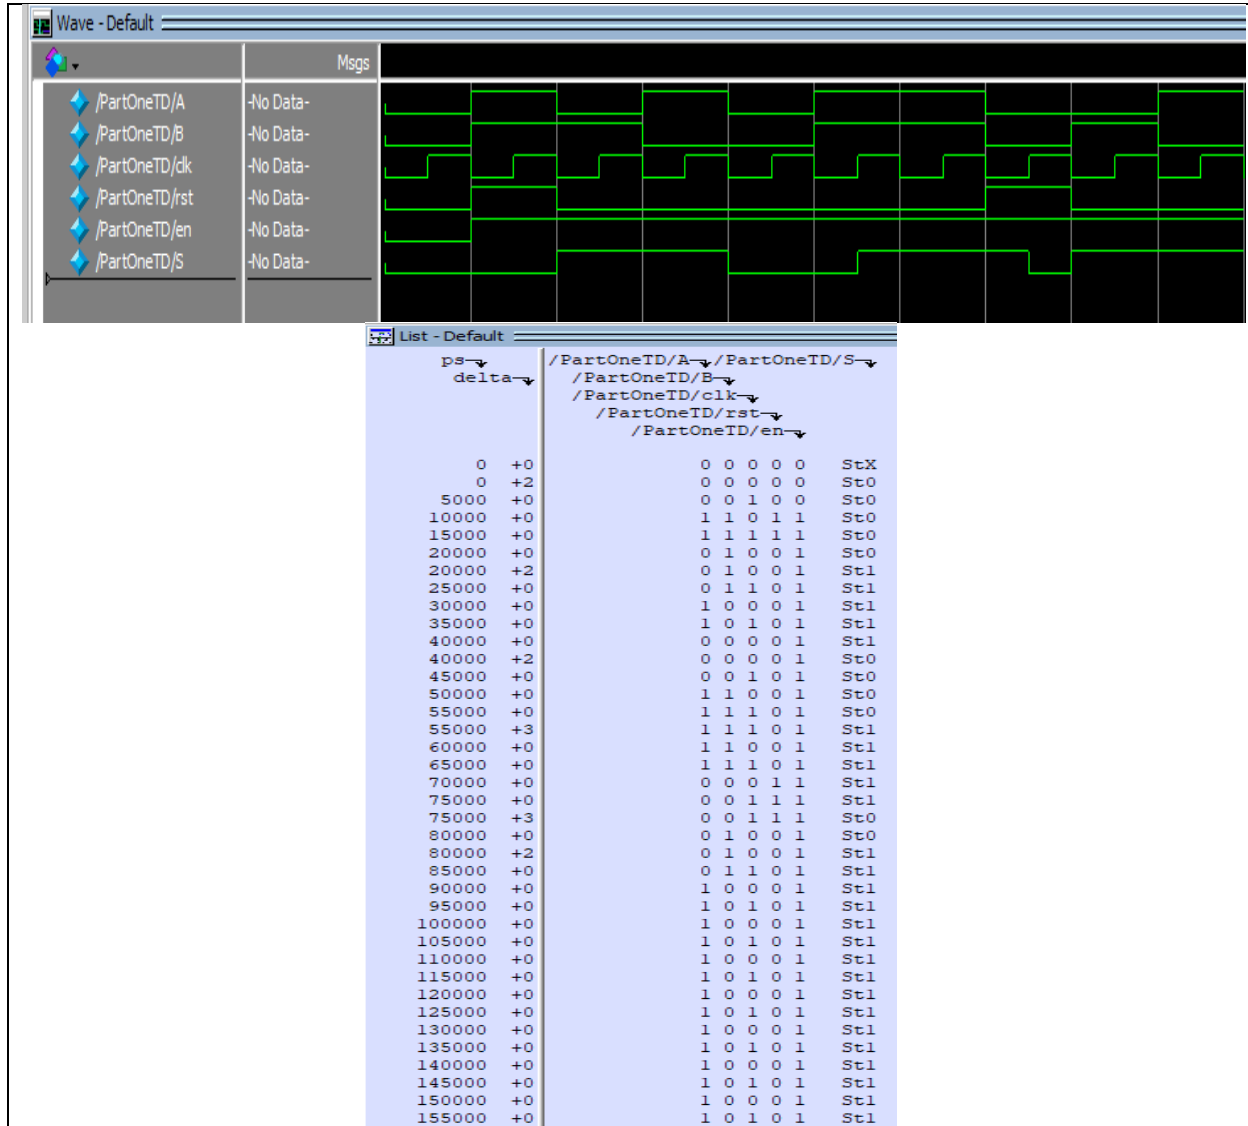 Wave - Default
Msgs
/PartOneTD/A -No Data-
/PartOneTD/B -No Data-
/PartOneTD/clk -No Data-
/PartOneTD/rst -No Data-
/PartOneTD/en -No Data-
/PartOneTD/S -No Data-
List - Default
ps /PartOneTD/A /PartOneTD/S
delta /PartOneTD/B
/PartOneTD/clk
/PartOneTD/rst
/PartOneTD/en
0 +0 0 0 0 0 0 StX
0 +2 0 0 0 0 0 St0
5000 +0 0 0 1 0 0 St0
10000 +0 1 1 0 1 1 St0
15000 +0 1 1 1 1 1 St0
20000 +0 0 1 0 0 1 St0
20000 +2 0 1 0 0 1 St1
25000 +0 0 1 1 0 1 St1
30000 +0 1 0 0 0 1 St1
35000 +0 1 0 1 0 1 St1
40000 +0 0 0 0 0 1 St1
40000 +2 0 0 0 0 1 St0
45000 +0 0 0 1 0 1 St0
50000 +0 1 1 0 0 1 St0
55000 +0 1 1 1 0 1 St0
55000 +3 1 1 1 0 1 St1
60000 +0 1 1 0 0 1 St1
65000 +0 1 1 1 0 1 St1
70000 +0 0 0 0 1 1 St1
75000 +0 0 0 1 1 1 St1
75000 +3 0 0 1 1 1 St0
80000 +0 0 1 0 0 1 St0
80000 +2 0 1 0 0 1 St1
85000 +0 0 1 1 0 1 St1
90000 +0 1 0 0 0 1 St1
95000 +0 1 0 1 0 1 St1
100000 +0 1 0 0 0 1 St1
105000 +0 1 0 1 0 1 St1
110000 +0 1 0 0 0 1 St1
115000 +0 1 0 1 0 1 St1
120000 +0 1 0 0 0 1 St1
125000 +0 1 0 1 0 1 St1
130000 +0 1 0 0 0 1 St1
135000 +0 1 0 1 0 1 St1
140000 +0 1 0 0 0 1 St1
145000 +0 1 0 1 0 1 St1
150000 +0 1 0 0 0 1 St1
155000 +0 1 0 1 0 1 St1